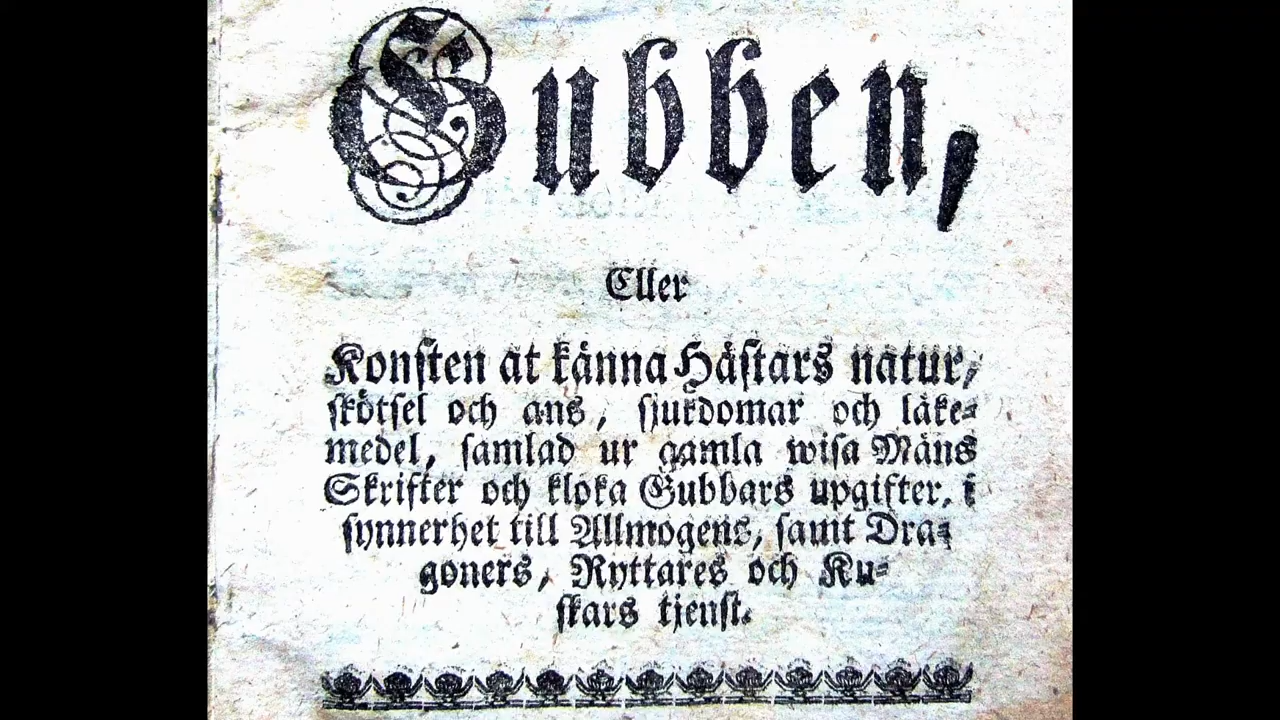 Gubben,
Eller
Konsten at känna Hästars natur,
skötsel och ans, sjukdomar och läke-
medel, samlad ur gamla wisa Mäns
Skrifter och kloka Gubbars upgifter, i
synnerhet till Allmogens, samt Dra-
goners, Ryttares och Ku-
skars tjenst.